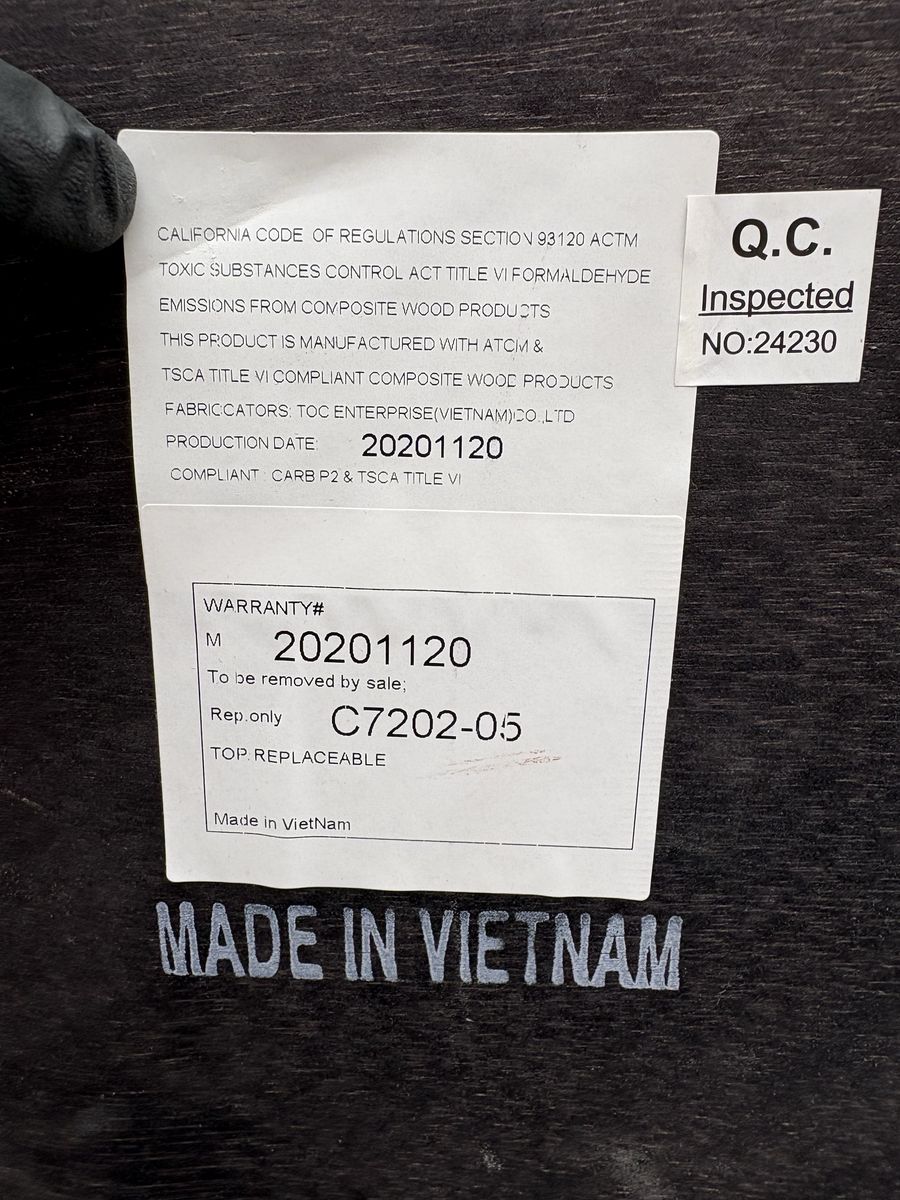 CALIFORNIA CODE OF REGULATIONS SECTION 93120 ACTM
TOXIC SUBSTANCES CONTROL ACT TITLE VI FORMALDEHYDE
EMISSIONS FROM COMPOSITE WOOD PRODUCTS
THIS PRODUCT IS MANUFACTURED WITH ATCM &
TSCA TITLE VI COMPLIANT COMPOSITE WOOD PRODUCTS
FABRICCATORS: TOC ENTERPRISE(VIETNAM)CO.,LTD
PRODUCTION DATE: 20201120
COMPLIANT : CARB P2 & TSCA TITLE VI
Q.C.
Inspected
NO:24230
WARRANTY#
M 20201120
To be removed by sale;
Rep.only C7202-05
TOP: REPLACEABLE
Made in VietNam
MADE IN VIETNAM